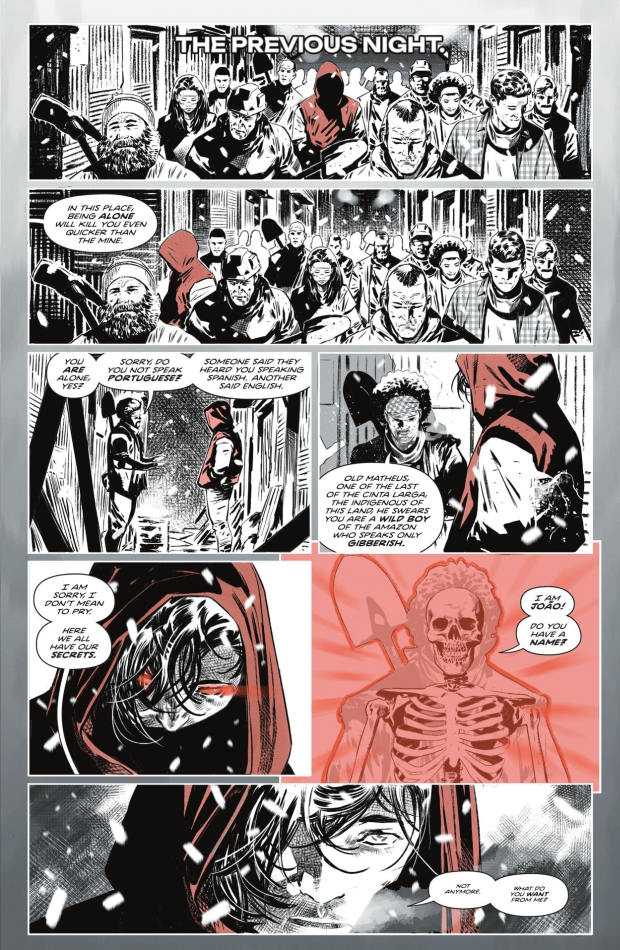 THE PREVIOUS NIGHT.
IN THIS PLACE,
BEING ALONE
WILL KILL YOU EVEN
QUICKER THAN
THE MINE.
YOU
ARE
ALONE,
YES?
SORRY, DO
YOU NOT SPEAK
PORTUGUESE?
SOMEONE SAID THEY
HEARD YOU SPEAKING
SPANISH. ANOTHER
SAID ENGLISH.
OLD MATHEUS,
ONE OF THE LAST
OF THE CINTA LARGA,
THE INDIGENOUS OF
THIS LAND, HE SWEARS
YOU ARE A WILD BOY
OF THE AMAZON
WHO SPEAKS ONLY
GIBBERISH.
I AM
SORRY, I
DON'T MEAN
TO PRY.
HERE
WE ALL
HAVE OUR
SECRETS.
I AM
JOÃO!
DO YOU
HAVE A
NAME?
NOT
ANYMORE.
WHAT DO
YOU WANT
FROM ME?